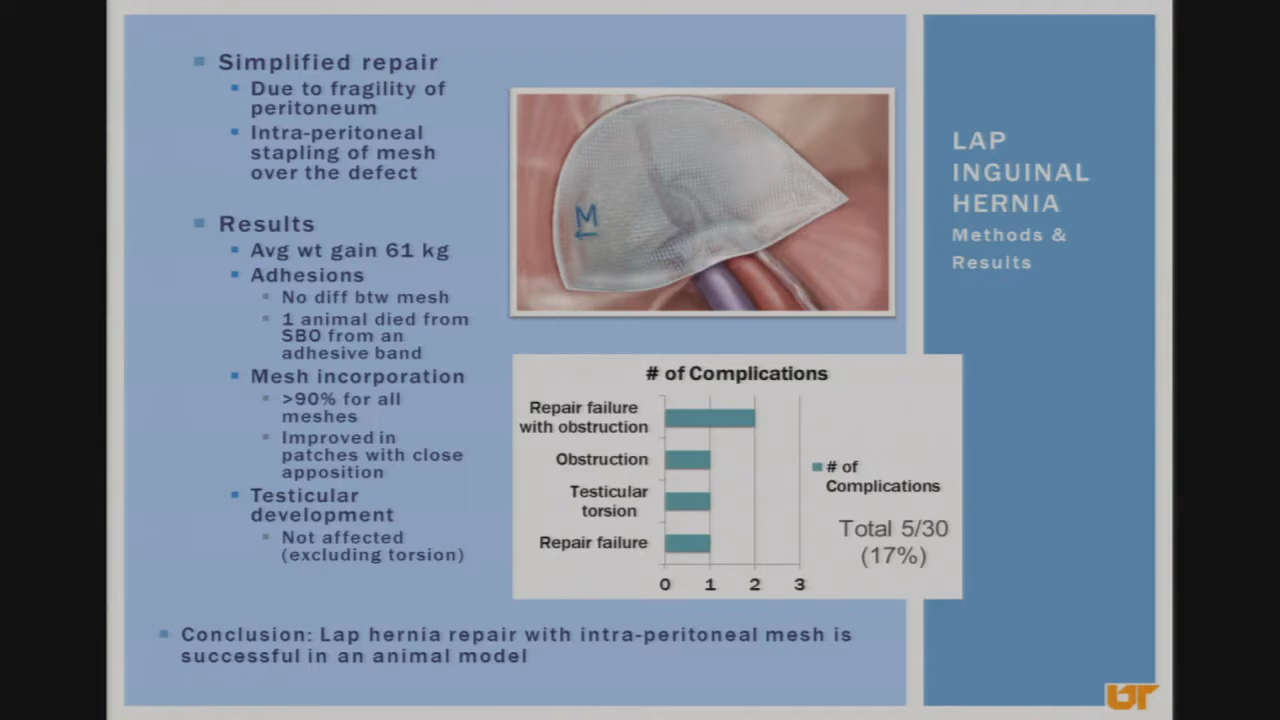 Simplified repair
Due to fragility of
peritoneum
Intra-peritoneal
stapling of mesh
over the defect
Results
Avg wt gain 61 kg
Adhesions
No diff btw mesh
1 animal died from
SBO from an
adhesive band
Mesh incorporation
>90% for all
meshes
Improved in
patches with close
apposition
Testicular
development
Not affected
(excluding torsion)
Conclusion: Lap hernia repair with intra-peritoneal mesh is
successful in an animal model
M
# of Complications
Repair failure
with obstruction
Obstruction
Testicular
torsion
Repair failure
0 1 2 3
# of
Complications
Total 5/30
(17%)
LAP
INGUINAL
HERNIA
Methods &
Results
UT